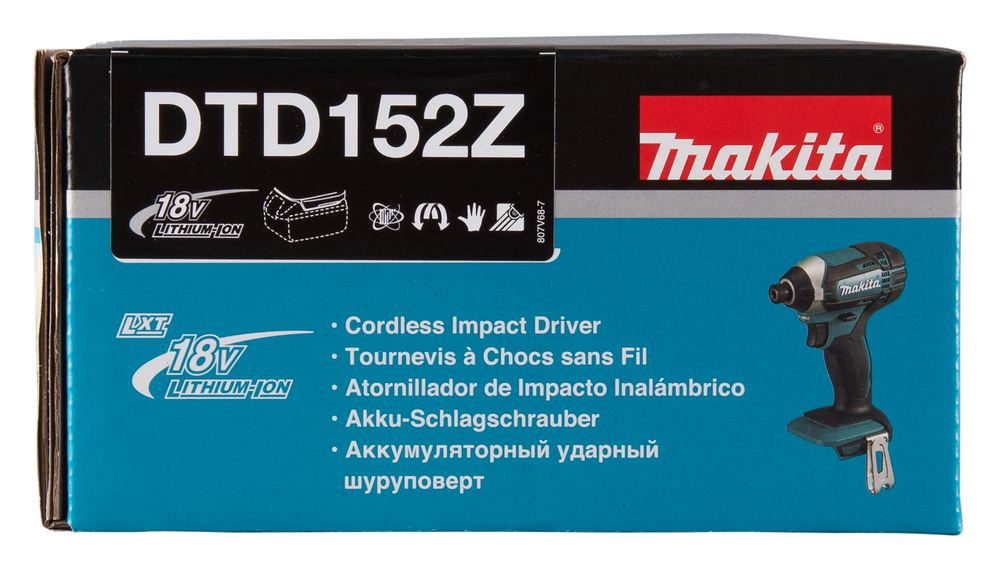 DTD152Z
Makita®
18V
LITHIUM-ION
807V68-7
Makita
LXT
18V
LITHIUM-ION
· Cordless Impact Driver
· Tournevis à Chocs sans Fil
· Atornillador de Impacto Inalámbrico
· Akku-Schlagschrauber
· Аккумуляторный ударный
шуруповерт